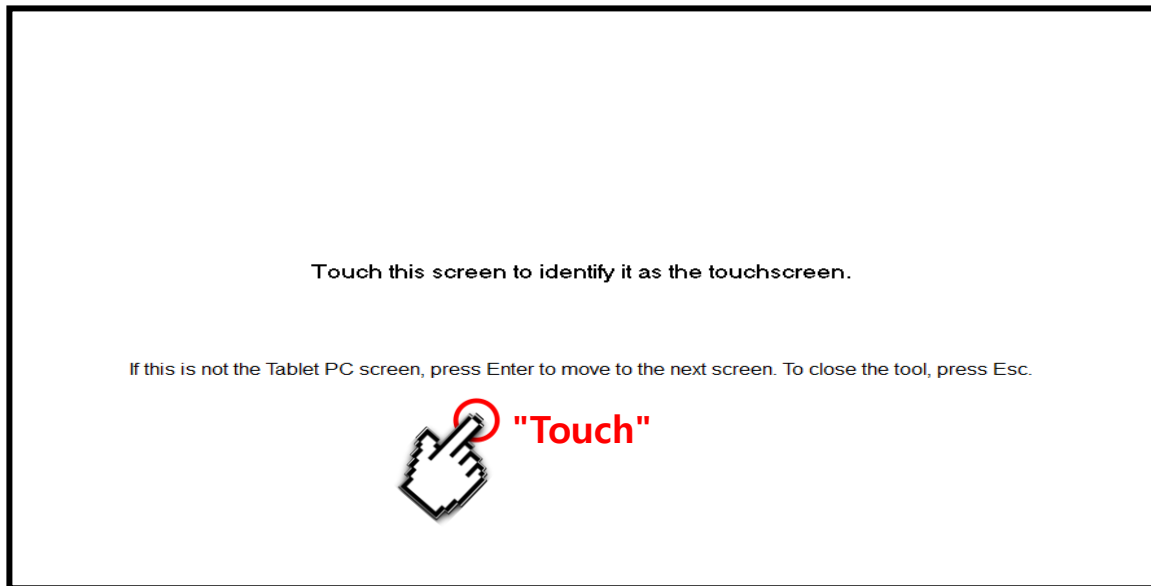 Touch this screen to identify it as the touchscreen.
If this is not the Tablet PC screen, press Enter to move to the next screen. To close the tool, press Esc.
"Touch"